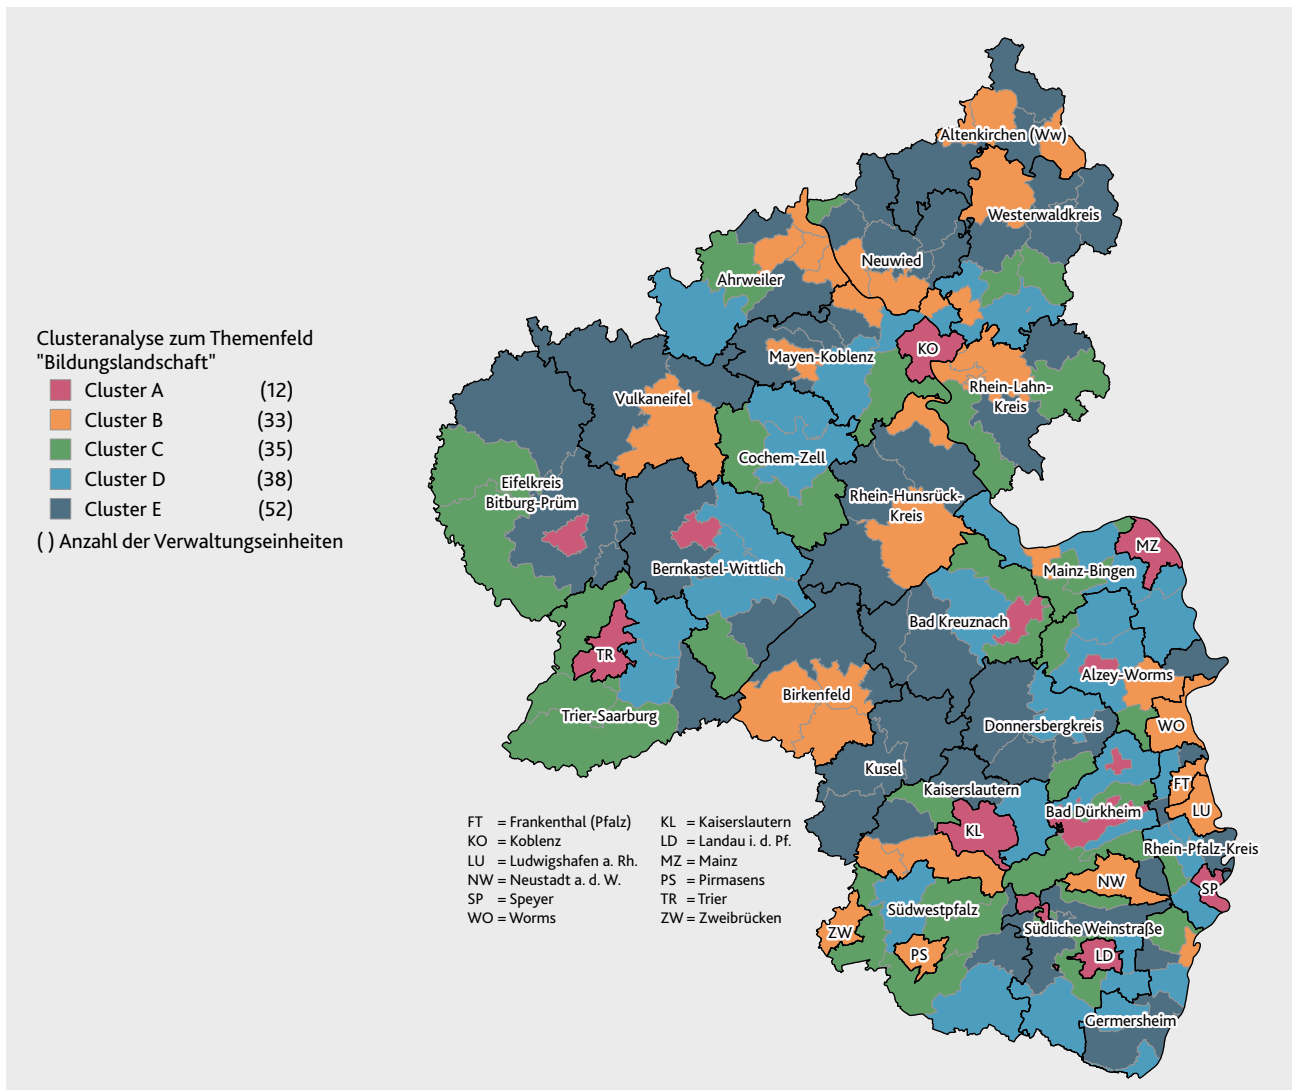 Clusteranalyse zum Themenfeld
"Bildungslandschaft"
Cluster A (12)
Cluster B (33)
Cluster C (35)
Cluster D (38)
Cluster E (52)
( ) Anzahl der Verwaltungseinheiten
Altenkirchen (Ww)
Westerwaldkreis
Neuwied
Ahrweiler
KO
Mayen-Koblenz
Rhein-Lahn-
Kreis
Vulkaneifel
Cochem-Zell
Eifelkreis
Bitburg-Prüm
Rhein-Hunsrück-
Kreis
MZ
Mainz-Bingen
Bernkastel-Wittlich
Bad Kreuznach
TR
Alzey-Worms
Birkenfeld
Trier-Saarburg
Donnersbergkreis
WO
Kusel
Kaiserslautern
FT
Bad Dürkheim
LU
KL
Rhein-Pfalz-Kreis
NW
SP
Südwestpfalz
ZW
Südliche Weinstraße
PS
LD
Germersheim
FT = Frankenthal (Pfalz) KL = Kaiserslautern
KO = Koblenz LD = Landau i. d. Pf.
LU = Ludwigshafen a. Rh. MZ = Mainz
NW = Neustadt a. d. W. PS = Pirmasens
SP = Speyer TR = Trier
WO = Worms ZW = Zweibrücken